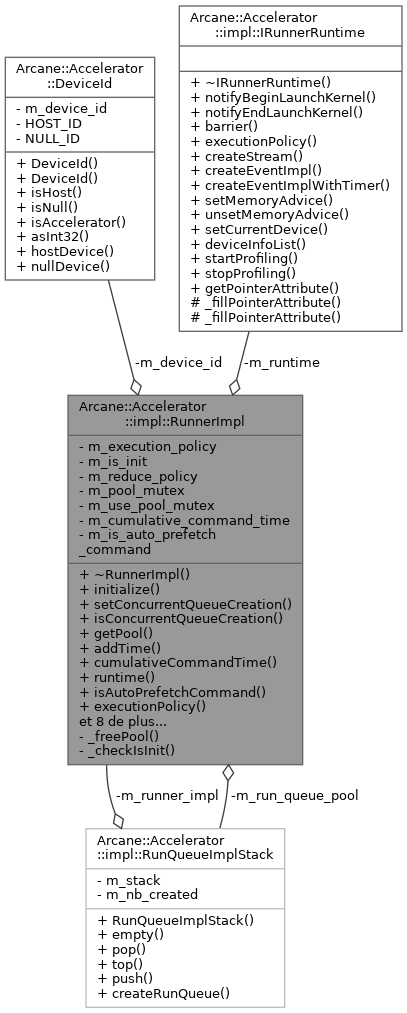 Arcane::Accelerator
::impl::IRunnerRuntime
+ ~IRunnerRuntime()
+ notifyBeginLaunchKernel()
+ notifyEndLaunchKernel()
+ barrier()
+ executionPolicy()
+ createStream()
+ createEventImpl()
+ createEventImplWithTimer()
+ setMemoryAdvice()
+ unsetMemoryAdvice()
+ setCurrentDevice()
+ deviceInfoList()
+ startProfiling()
+ stopProfiling()
+ getPointerAttribute()
# _fillPointerAttribute()
# _fillPointerAttribute()
Arcane::Accelerator
::DeviceId
- m_device_id
- HOST_ID
- NULL_ID
+ DeviceId()
+ DeviceId()
+ isHost()
+ isNull()
+ isAccelerator()
+ asInt32()
+ hostDevice()
+ nullDevice()
-m_device_id
-m_runtime
Arcane::Accelerator
::impl::RunnerImpl
- m_execution_policy
- m_is_init
- m_reduce_policy
- m_pool_mutex
- m_use_pool_mutex
- m_cumulative_command_time
- m_is_auto_prefetch
_command
+ ~RunnerImpl()
+ initialize()
+ setConcurrentQueueCreation()
+ isConcurrentQueueCreation()
+ getPool()
+ addTime()
+ cumulativeCommandTime()
+ runtime()
+ isAutoPrefetchCommand()
+ executionPolicy()
et 8 de plus...
- _freePool()
- _checkIsInit()
-m_runner_impl
-m_run_queue_pool
Arcane::Accelerator
::impl::RunQueueImplStack
- m_stack
- m_nb_created
+ RunQueueImplStack()
+ empty()
+ pop()
+ top()
+ push()
+ createRunQueue()